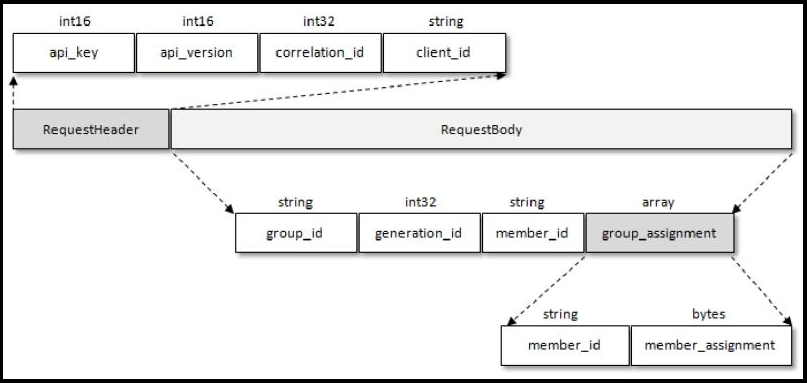 int16 int16 int32 string
api_key api_version correlation_id client_id
RequestHeader RequestBody
string int32 string array
group_id generation_id member_id group_assignment
string bytes
member_id member_assignment